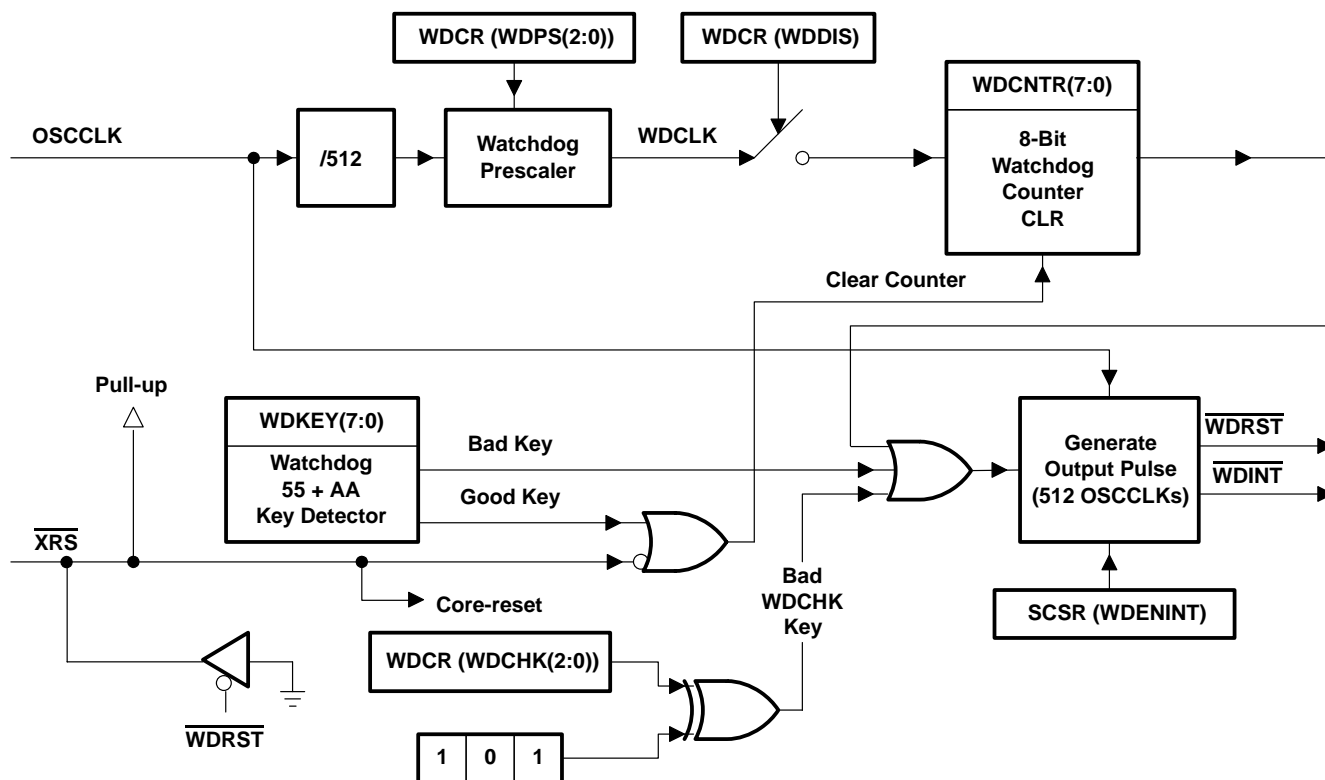 WDCR (WDPS(2:0))
WDCR (WDDIS)
WDCNTR(7:0)
OSCCLK
/512
Watchdog
Prescaler
WDCLK
8-Bit
Watchdog
Counter
CLR
Clear Counter
Pull-up
WDKEY(7:0)
Watchdog
55 + AA
Key Detector
Bad Key
Good Key
Generate
Output Pulse
(512 OSCCLKs)
WDRST
WDINT
XRS
Core-reset
Bad
WDCHK
Key
SCSR (WDENINT)
WDCR (WDCHK(2:0))
WDRST
1 0 1